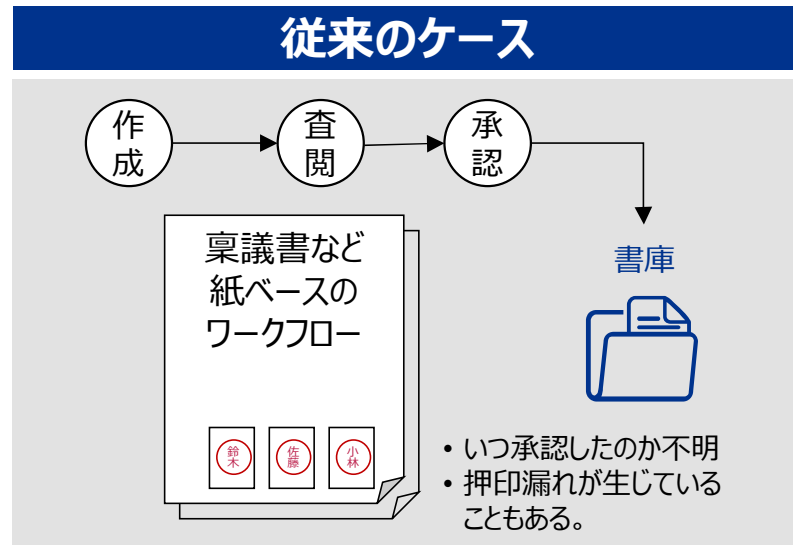 従来のケース
作成
査閲
承認
稟議書など
紙ベースの
ワークフロー
書庫
鈴木
佐藤
小林
• いつ承認したのか不明
• 押印漏れが生じている
こともある。